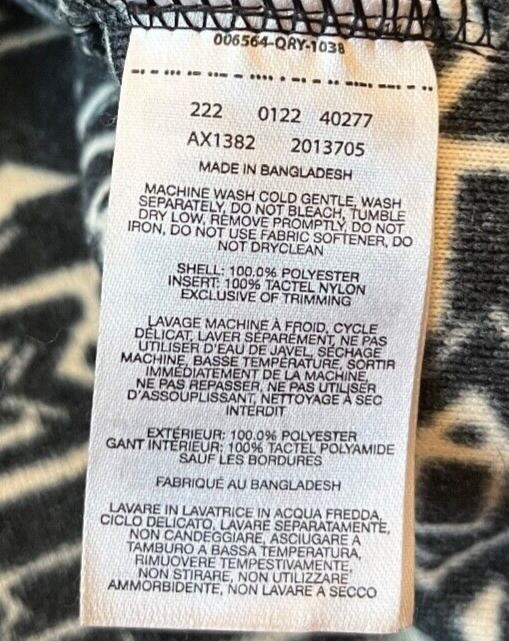 006564-QRY-1038
222 0122 40277
AX1382 2013705
MADE IN BANGLADESH
MACHINE WASH COLD GENTLE, WASH
SEPARATELY, DO NOT BLEACH, TUMBLE
DRY LOW, REMOVE PROMPTLY, DO NOT
IRON, DO NOT USE FABRIC SOFTENER, DO
NOT DRYCLEAN
SHELL: 100.0% POLYESTER
INSERT: 100% TACTEL NYLON
EXCLUSIVE OF TRIMMING
LAVAGE MACHINE À FROID, CYCLE
DÉLICAT, LAVER SÉPARÉMENT, NE PAS
UTILISER D'EAU DE JAVEL, SÉCHAGE
MACHINE, BASSE TEMPÉRATURE, SORTIR
IMMÉDIATEMENT DE LA MACHINE,
NE PAS REPASSER, NE PAS UTILISER
D'ASSOUPLISSANT, NETTOYAGE À SEC
INTERDIT
EXTÉRIEUR: 100.0% POLYESTER
GANT INTÉRIEUR: 100% TACTEL POLYAMIDE
SAUF LES BORDURES
FABRIQUÉ AU BANGLADESH
LAVARE IN LAVATRICE IN ACQUA FREDDA,
CICLO DELICATO, LAVARE SEPARATAMENTE,
NON CANDEGGIARE, ASCIUGARE A
TAMBURO A BASSA TEMPERATURA,
RIMUOVERE TEMPESTIVAMENTE,
NON STIRARE, NON UTILIZZARE
AMMORBIDENTE, NON LAVARE A SECCO